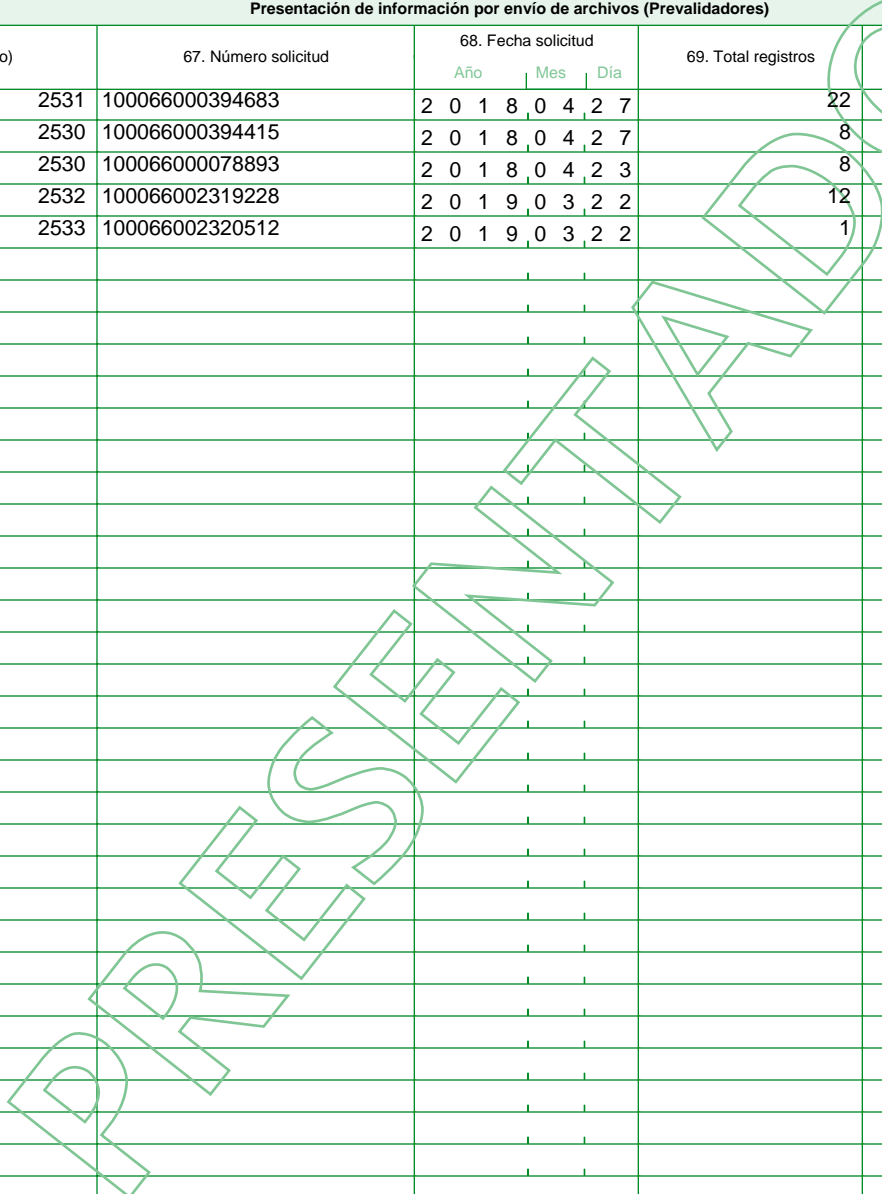 Presentación de información por envío de archivos (Prevalidadores)
o) 67. Número solicitud 68. Fecha solicitud 69. Total registros
Año Mes Día
2531 100066000394683 2 0 1 8 0 4 2 7 22
2530 100066000394415 2 0 1 8 0 4 2 7 8
2530 100066000078893 2 0 1 8 0 4 2 3 8
2532 100066002319228 2 0 1 9 0 3 2 2 12
2533 100066002320512 2 0 1 9 0 3 2 2 1
PRESENTADO